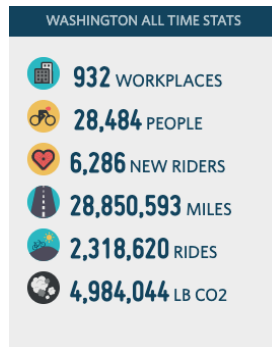 WASHINGTON ALL TIME STATS
932 WORKPLACES
28,484 PEOPLE
6,286 NEW RIDERS
28,850,593 MILES
2,318,620 RIDES
4,984,044 LB CO2